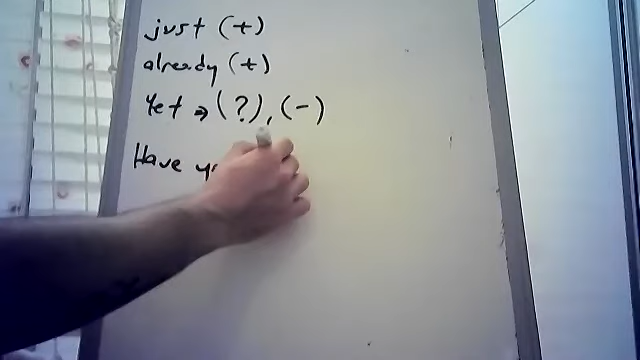 just (+)
already (+)
Yet → (?), (-)
Have